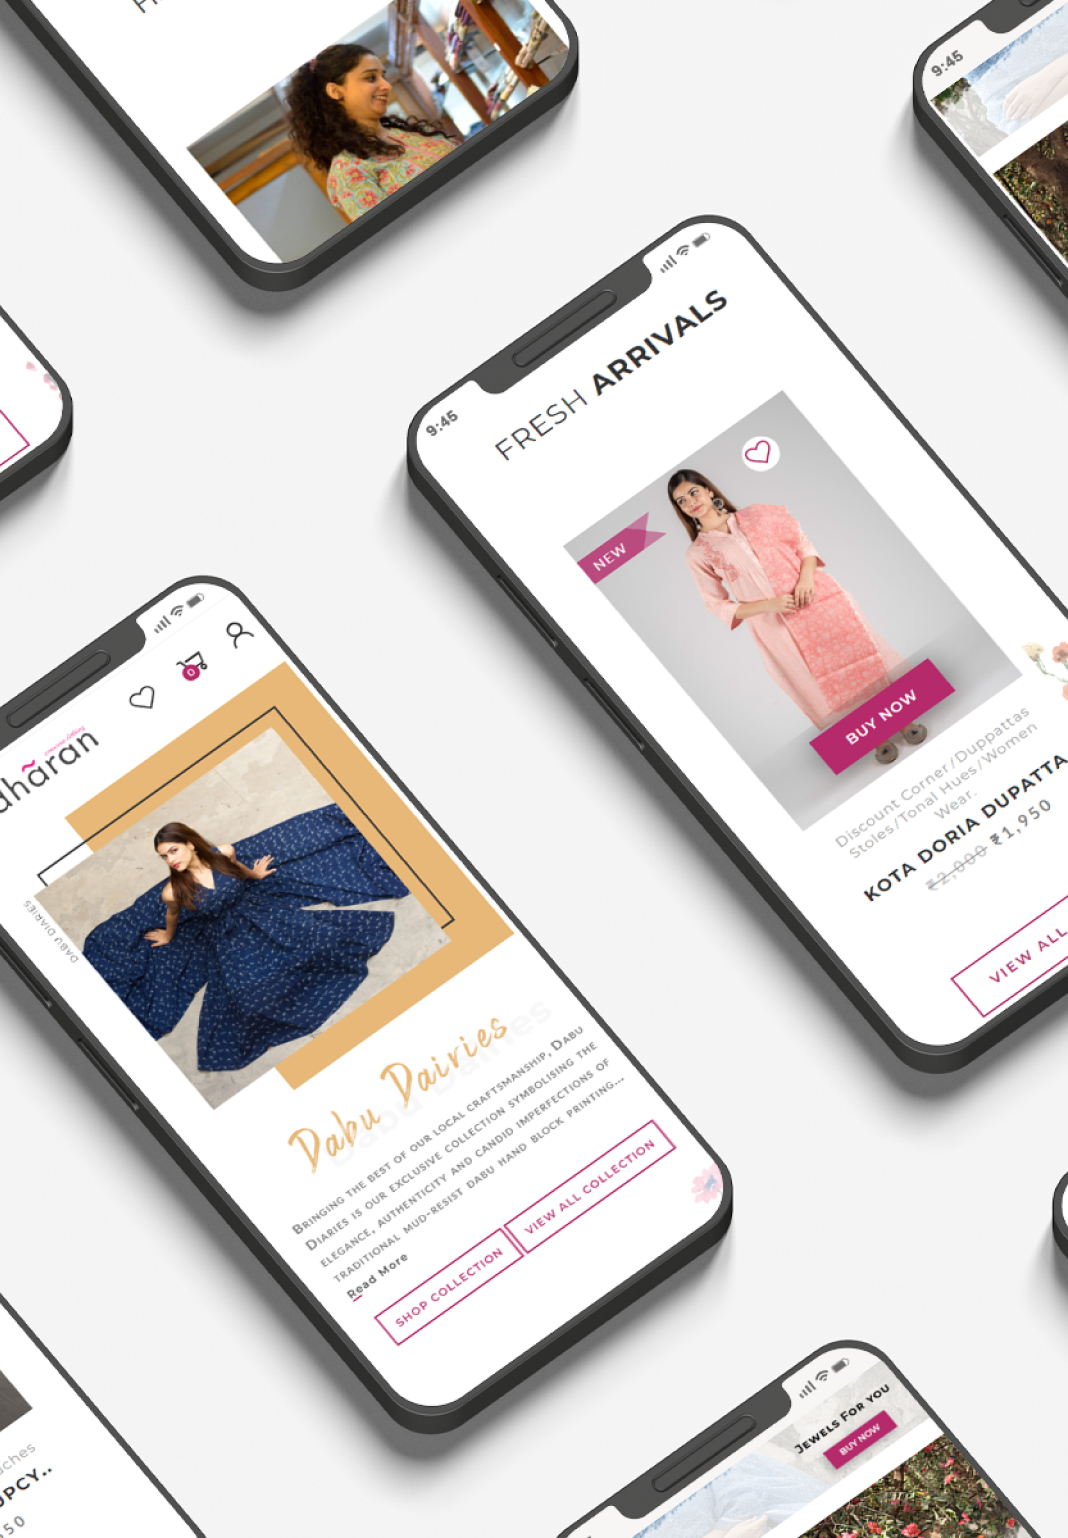 9:45
9:45
FRESH ARRIVALS
NEW
BUY NOW
Discount Corner/Duppattas
Stoles/Tonal Hues/Women
Wear.
KOTA DORIA DUPATTA
₹2,000 ₹1,950
VIEW ALL
0
DABU DIARIES
Dabu Dairies
Dabu Dairies
Bringing the best of our local craftsmanship, Dabu
Diaries is our exclusive collection symbolising the
elegance, authenticity and candid imperfections of
traditional mud-resist dabu hand block printing...
Read More
SHOP COLLECTION
VIEW ALL COLLECTION
Jewels For you
BUY NOW